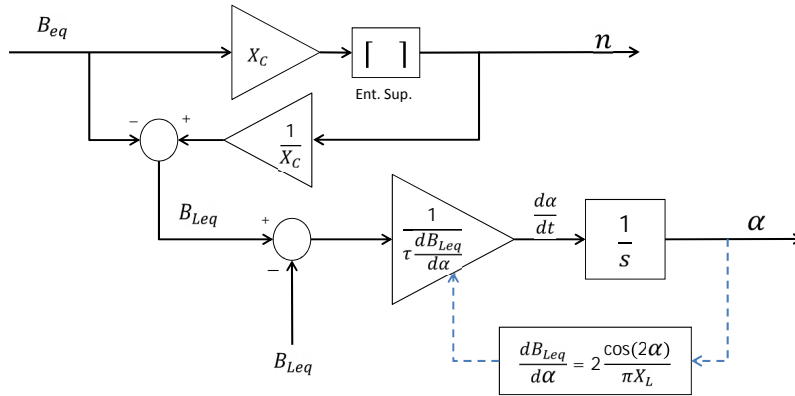 B_eq
X_C
⌈ ⌉
n
Ent. Sup.
− +
1/X_C
B_Leq
+
−
1/(τ dB_Leq/dα)
dα/dt
1/s
α
B_Leq
dB_Leq/dα = 2 cos(2α)/(πX_L)